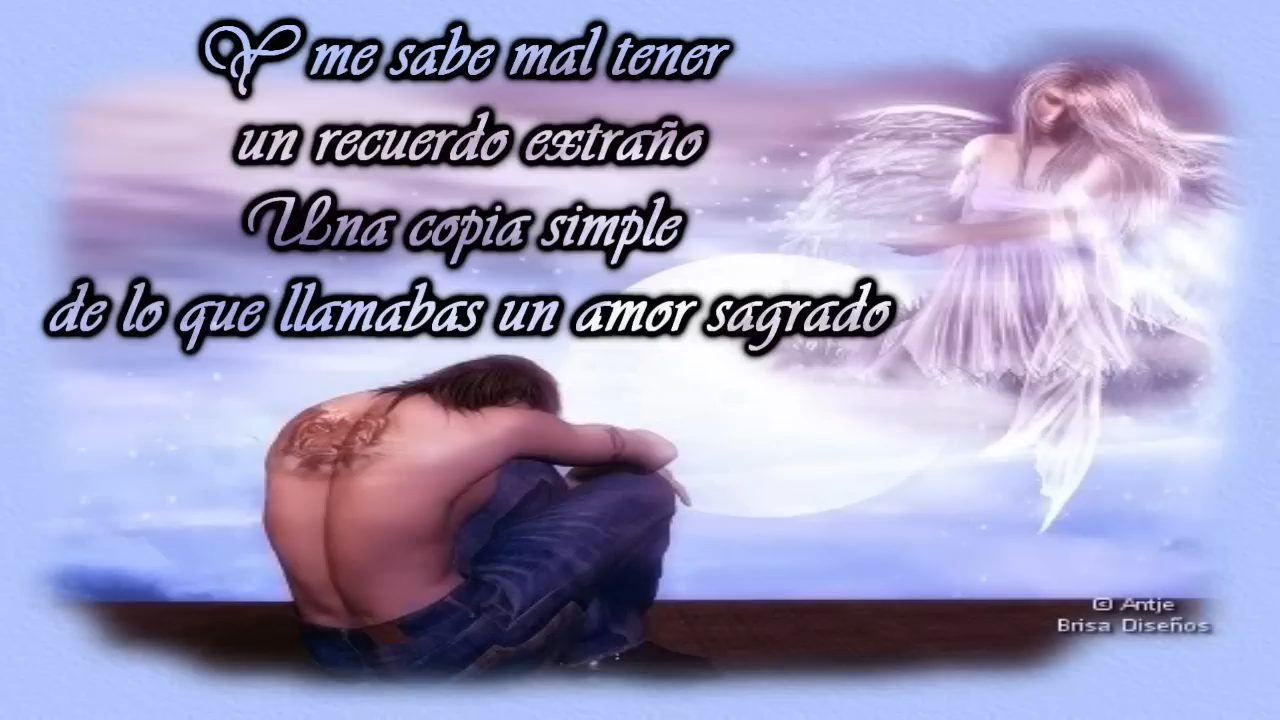 Y me sabe mal tener
un recuerdo extraño
Una copia simple
de lo que llamabas un amor sagrado
© Antje
Brisa Diseños